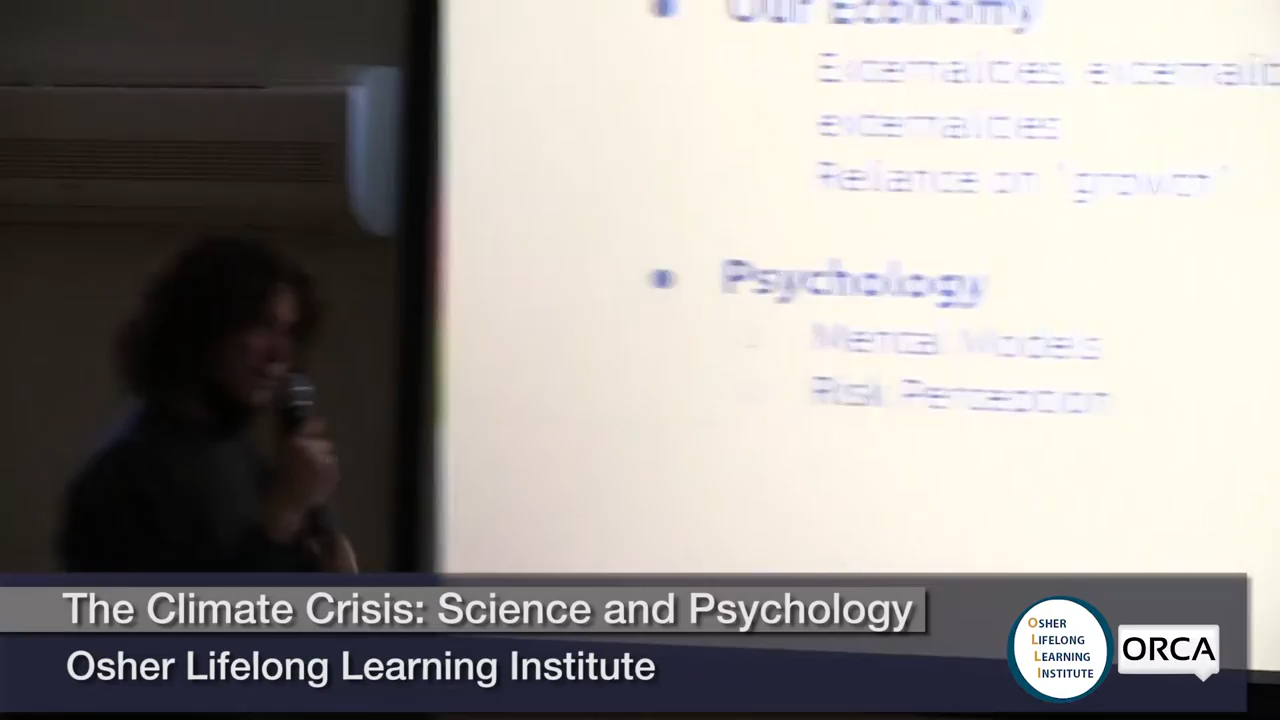 Our Economy
Externalities, externalit
externalities
Reliance on 'growth'
Psychology
Mental Models
Risk Perception
The Climate Crisis: Science and Psychology
Osher Lifelong Learning Institute
OSHER
LIFELONG
LEARNING
INSTITUTE
ORCA